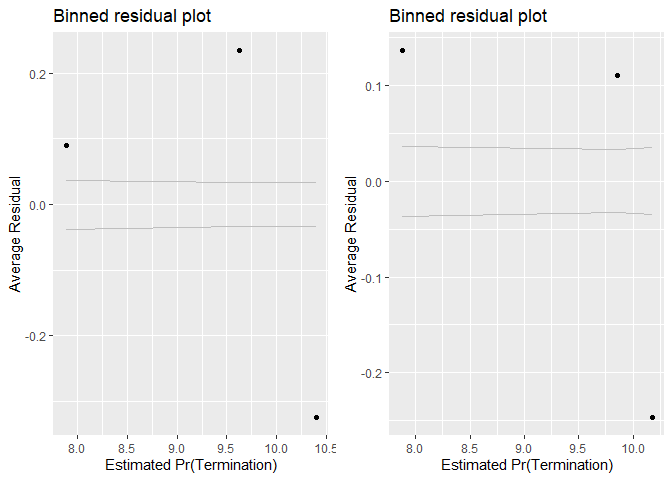 Binned residual plot
Average Residual
0.2
0.0
-0.2
8.0 8.5 9.0 9.5 10.0 10.5
Estimated Pr(Termination)
Binned residual plot
Average Residual
0.1
0.0
-0.1
-0.2
8.0 8.5 9.0 9.5 10.0
Estimated Pr(Termination)